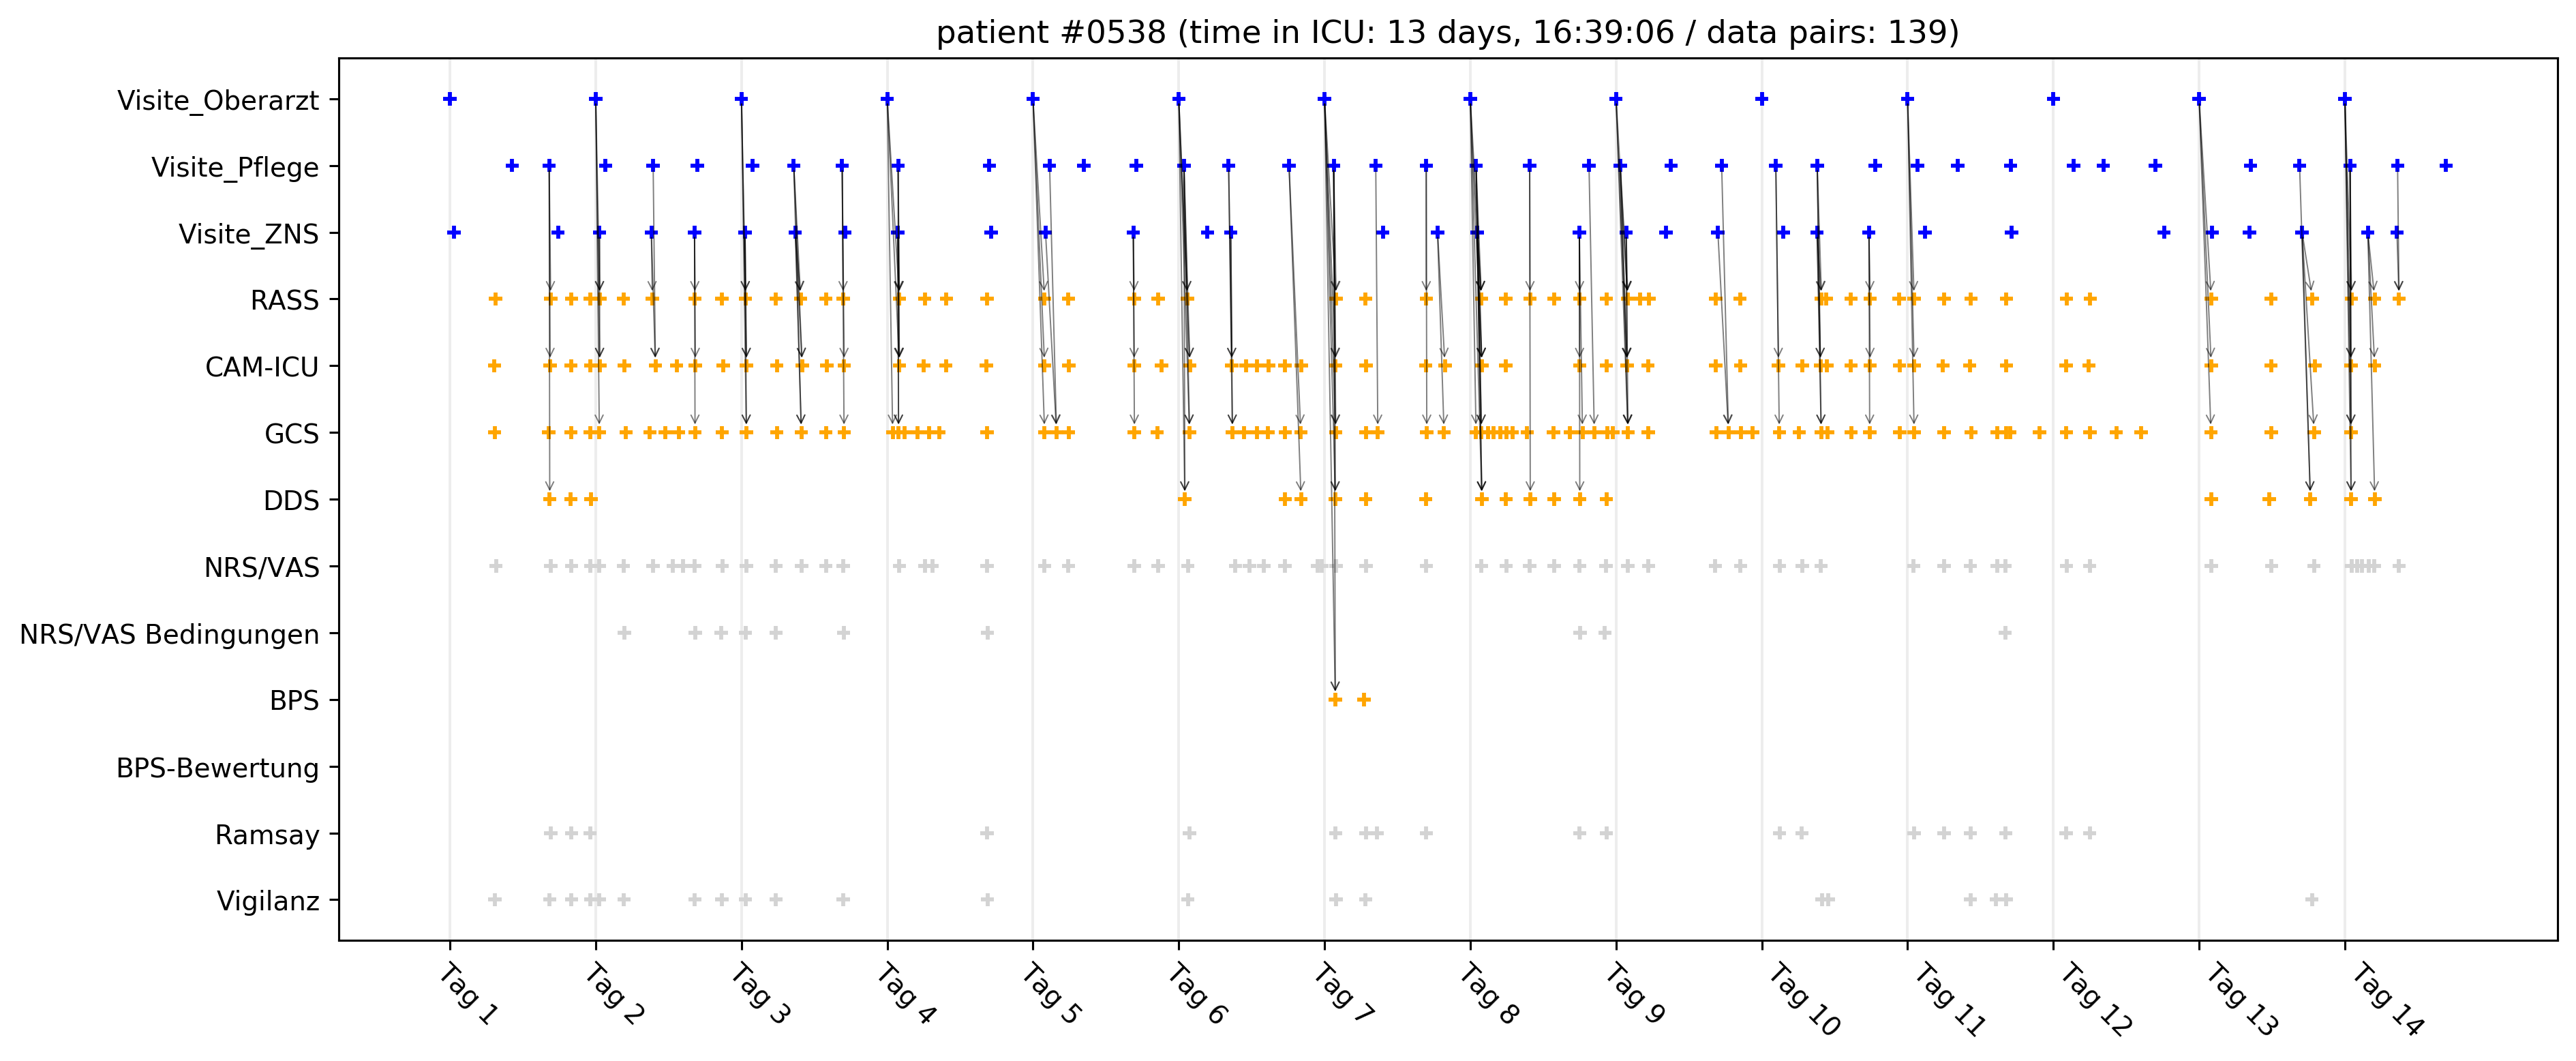 patient #0538 (time in ICU: 13 days, 16:39:06 / data pairs: 139)
Visite_Oberarzt
Visite_Pflege
Visite_ZNS
RASS
CAM-ICU
GCS
DDS
NRS/VAS
NRS/VAS Bedingungen
BPS
BPS-Bewertung
Ramsay
Vigilanz
Tag 1
Tag 2
Tag 3
Tag 4
Tag 5
Tag 6
Tag 7
Tag 8
Tag 9
Tag 10
Tag 11
Tag 12
Tag 13
Tag 14